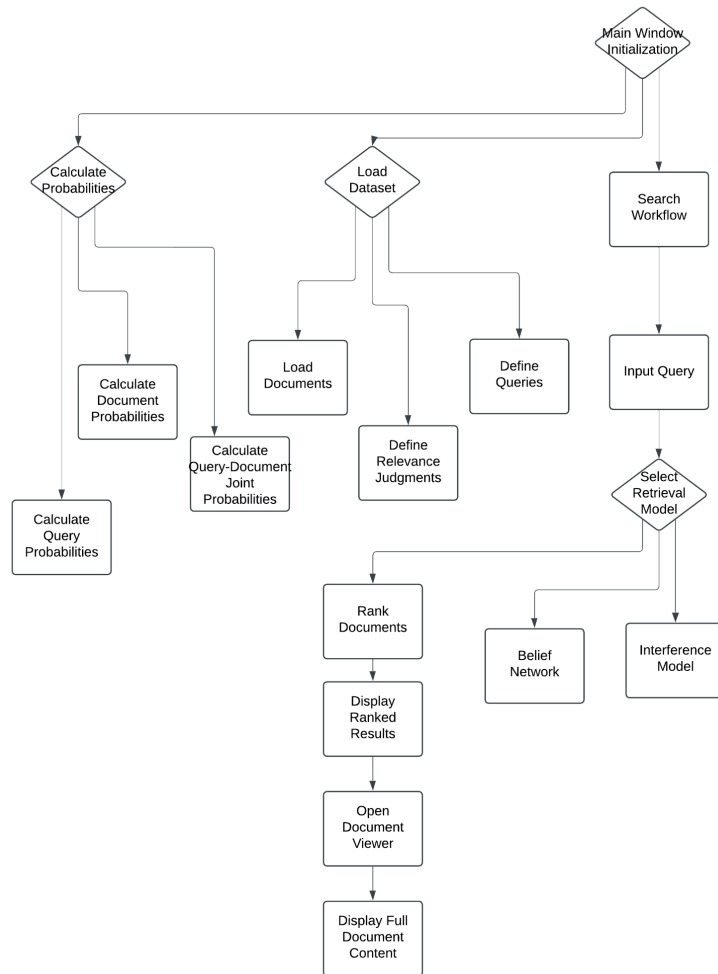 Main Window
Initialization
Calculate
Probabilities
Load
Dataset
Search
Workflow
Load
Documents
Define
Queries
Input Query
Calculate
Document
Probabilities
Define
Relevance
Judgments
Calculate
Query-Document
Joint
Probabilities
Select
Retrieval
Model
Calculate
Query
Probabilities
Rank
Documents
Belief
Network
Interference
Model
Display
Ranked
Results
Open
Document
Viewer
Display Full
Document
Content